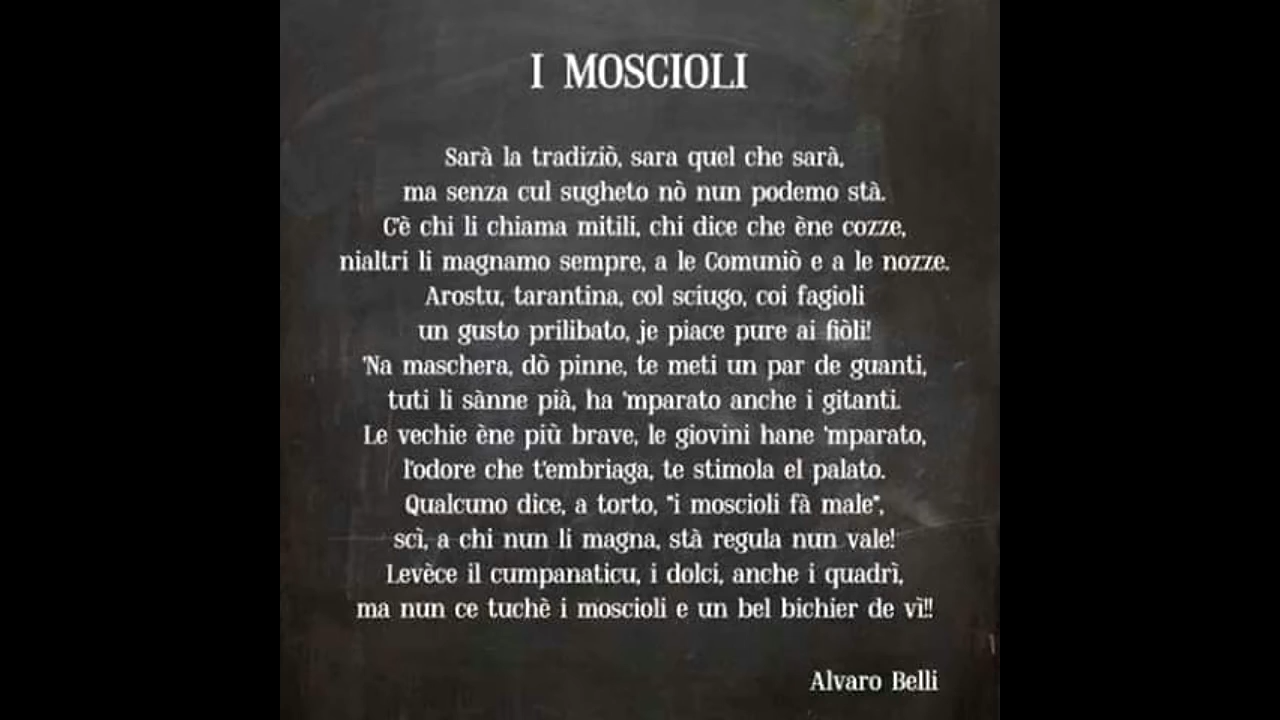 I MOSCIOLI
Sarà la tradiziò, sara quel che sarà,
ma senza cul sugheto nò nun podemo stà.
C'è chi li chiama mitili, chi dice che ène cozze,
nialtri li magnamo sempre, a le Comuniò e a le nozze.
Arostu, tarantina, col sciugo, coi fagioli
un gusto prilibato, je piace pure ai fiòli!
'Na maschera, dò pinne, te meti un par de guanti,
tuti li sànne pià, ha 'mparato anche i gitanti.
Le vechie ène più brave, le giovini hane 'mparato,
l'odore che t'embriaga, te stimola el palato.
Qualcuno dice, a torto, "i moscioli fà male",
scì, a chi nun li magna, stà regula nun vale!
Levèce il cumpanaticu, i dolci, anche i quadrì,
ma nun ce tuchè i moscioli e un bel bichier de vì!!
Alvaro Belli